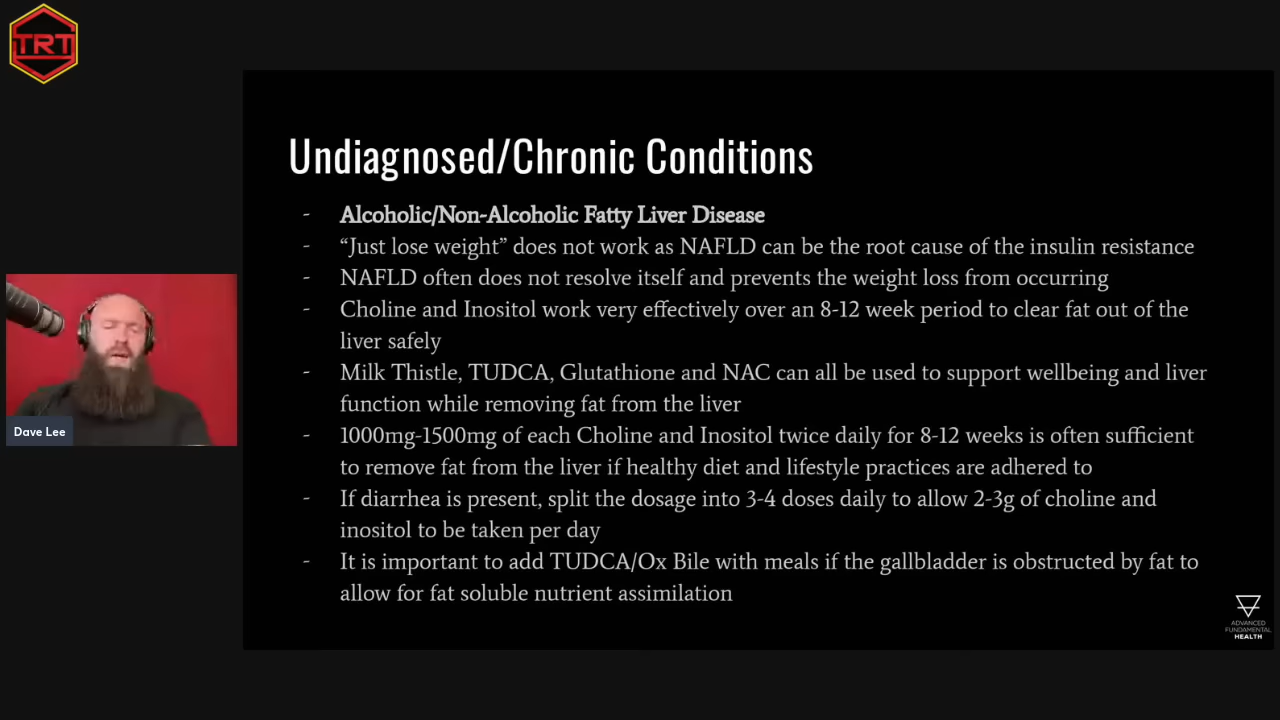 TRT
Undiagnosed/Chronic Conditions
- Alcoholic/Non-Alcoholic Fatty Liver Disease
- “Just lose weight” does not work as NAFLD can be the root cause of the insulin resistance
- NAFLD often does not resolve itself and prevents the weight loss from occurring
- Choline and Inositol work very effectively over an 8-12 week period to clear fat out of the
liver safely
- Milk Thistle, TUDCA, Glutathione and NAC can all be used to support wellbeing and liver
function while removing fat from the liver
- 1000mg-1500mg of each Choline and Inositol twice daily for 8-12 weeks is often sufficient
to remove fat from the liver if healthy diet and lifestyle practices are adhered to
- If diarrhea is present, split the dosage into 3-4 doses daily to allow 2-3g of choline and
inositol to be taken per day
- It is important to add TUDCA/Ox Bile with meals if the gallbladder is obstructed by fat to
allow for fat soluble nutrient assimilation
Dave Lee
ADVANCED
FUNDAMENTAL
HEALTH